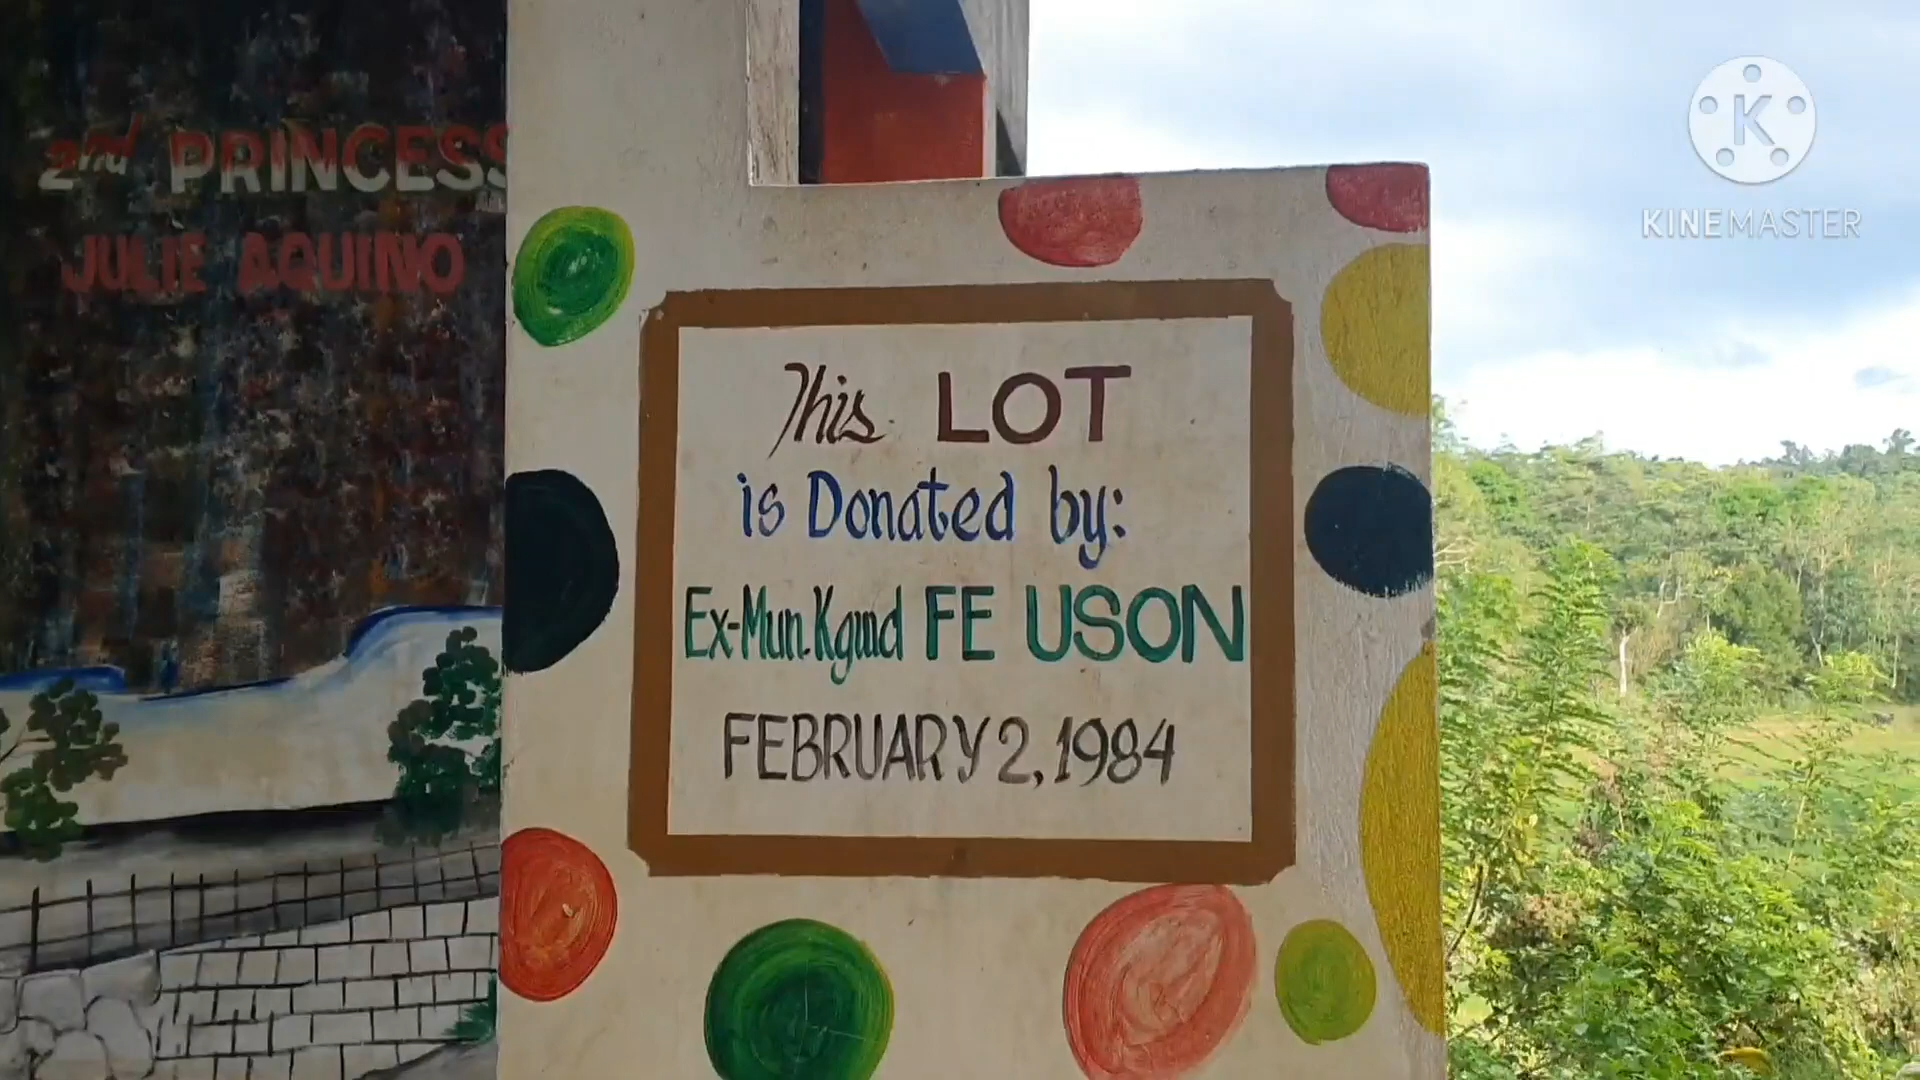 2nd PRINCESS
JULIE AQUINO
This LOT
is Donated by:
Ex-Mun. Kgwd FE USON
FEBRUARY 2, 1984
K
KINEMASTER